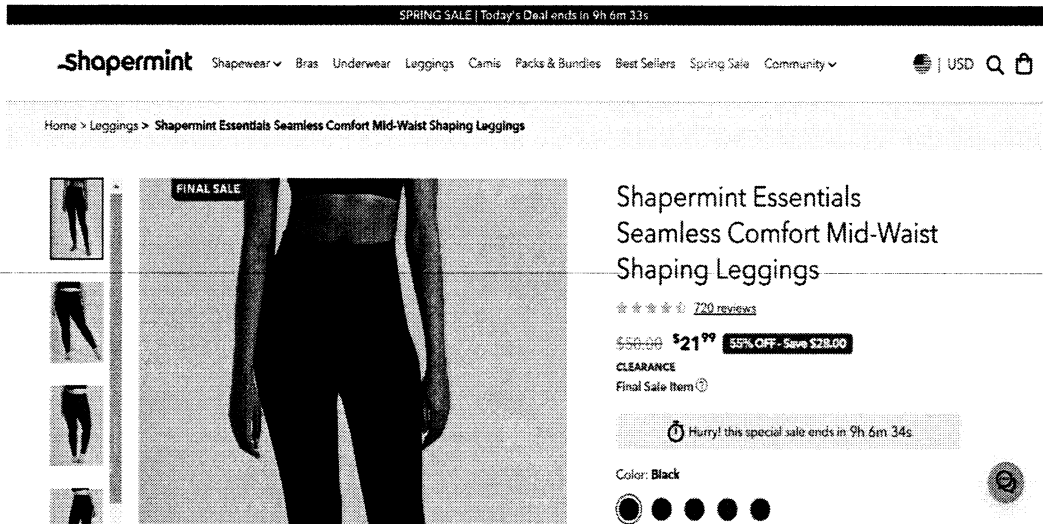 SPRING SALE | Today's Deal ends in 9h 6m 33s
Shapermint Shapewear Bras Underwear Leggings Camis Packs & Bundles Best Sellers Spring Sale Community | USD
Home > Leggings > Shapermint Essentials Seamless Comfort Mid-Waist Shaping Leggings
FINAL SALE
Shapermint Essentials
Seamless Comfort Mid-Waist
Shaping Leggings
720 reviews
$50.00 $21.99 55% OFF - Save $28.00
CLEARANCE
Final Sale Item ?
Hurry! this special sale ends in 9h 6m 34s
Color: Black